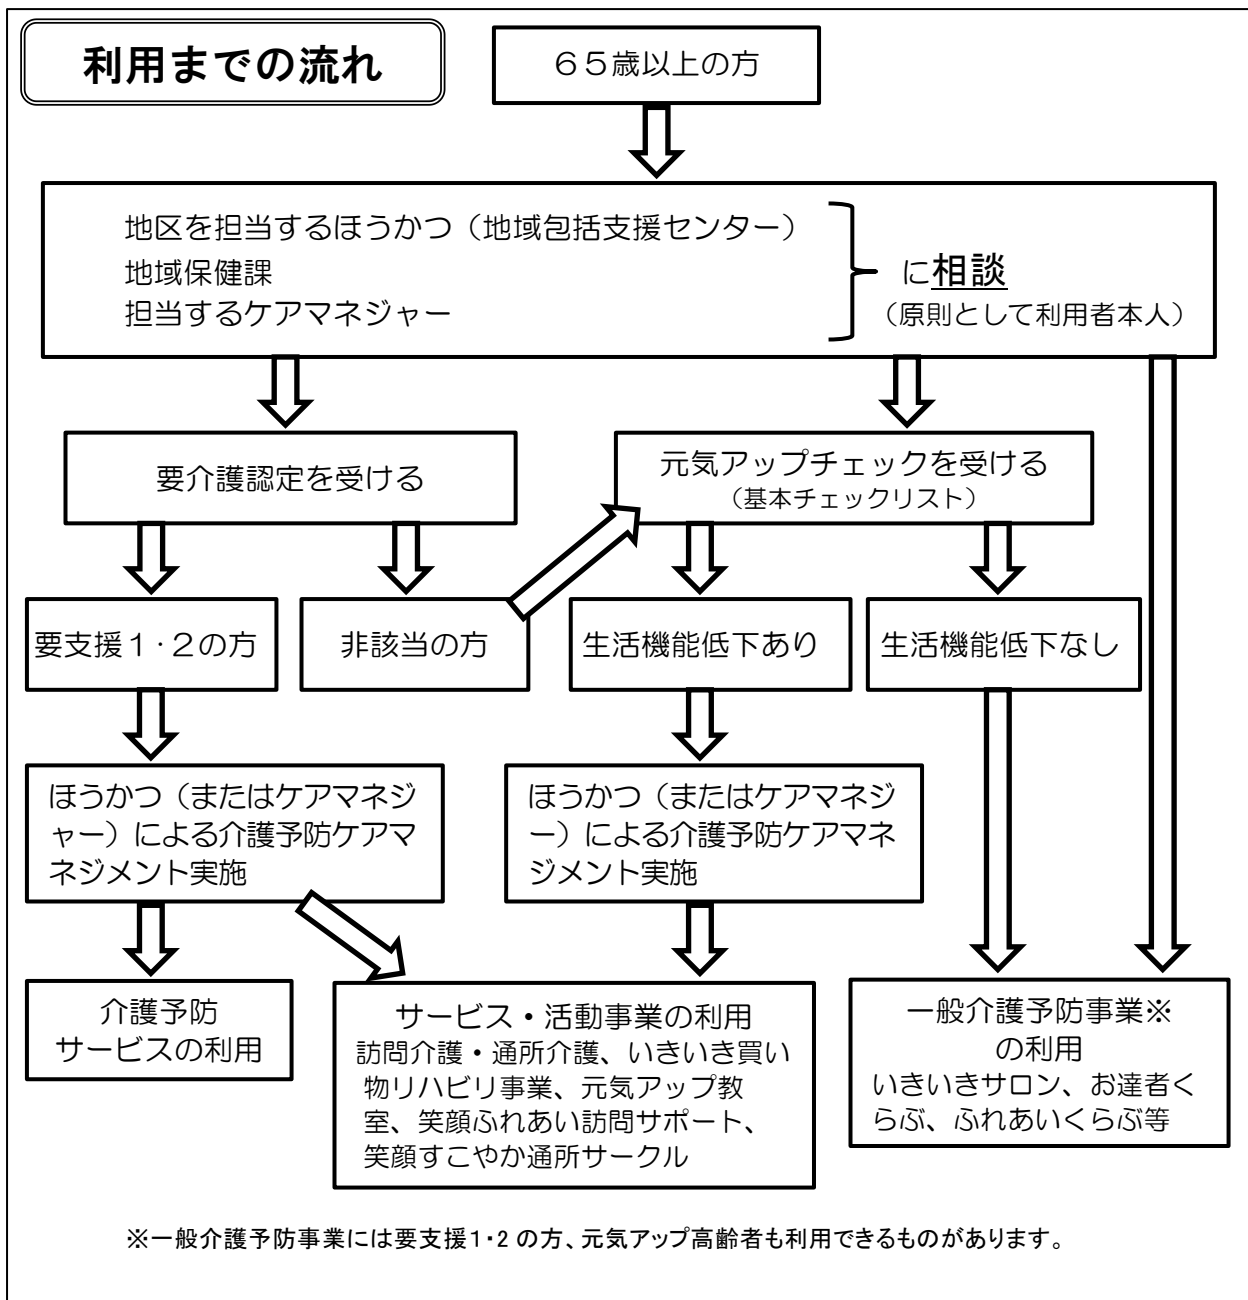 利用までの流れ
６５歳以上の方
地区を担当するほうかつ（地域包括支援センター）
地域保健課
担当するケアマネジャー
に相談
（原則として利用者本人）
要介護認定を受ける
元気アップチェックを受ける
（基本チェックリスト）
要支援１・２の方
非該当の方
生活機能低下あり
生活機能低下なし
ほうかつ（またはケアマネジ
ャー）による介護予防ケアマ
ネジメント実施
ほうかつ（またはケアマネジ
ー）による介護予防ケアマネ
ジメント実施
介護予防
サービスの利用
サービス・活動事業の利用
訪問介護・通所介護、いきいき買い
物リハビリ事業、元気アップ教
室、笑顔ふれあい訪問サポート、
笑顔すこやか通所サークル
一般介護予防事業※
の利用
いきいきサロン、お達者く
らぶ、ふれあいくらぶ等
※一般介護予防事業には要支援1・2 の方、元気アップ高齢者も利用できるものがあります。